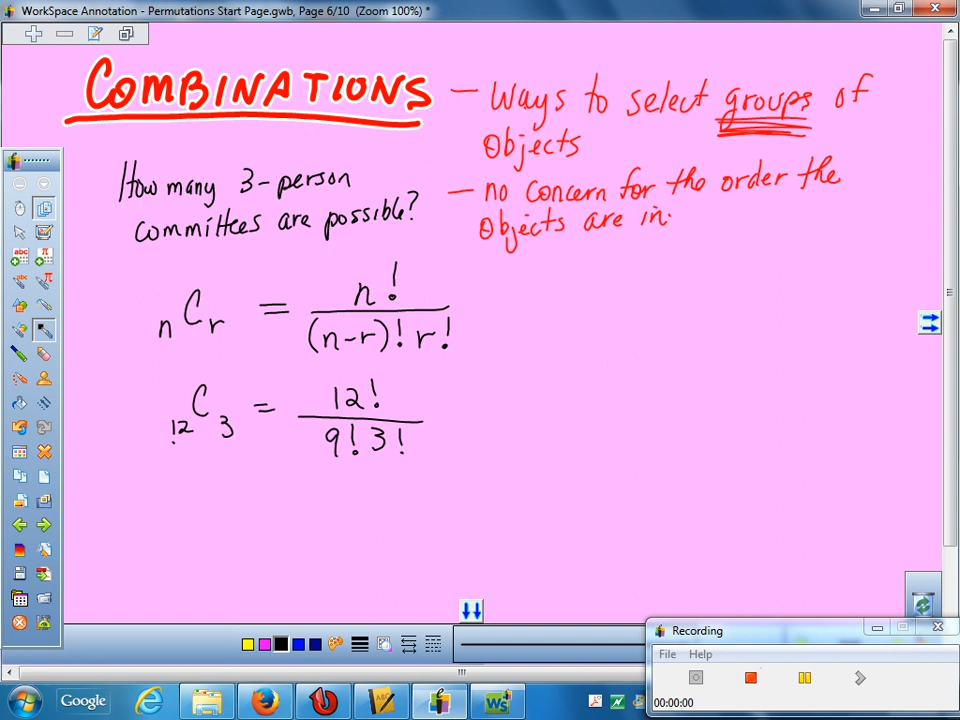 WorkSpace Annotation - Permutations Start Page.gwb, Page 6/10 (Zoom 100%) *
COMBINATIONS
- Ways to select groups of
Objects
- no concern for the order the
Objects are in.
How many 3-person
committees are possible?
nCr = n! / (n-r)! r!
12C3 = 12! / 9! 3!
Recording
File Help
00:00:00
Google